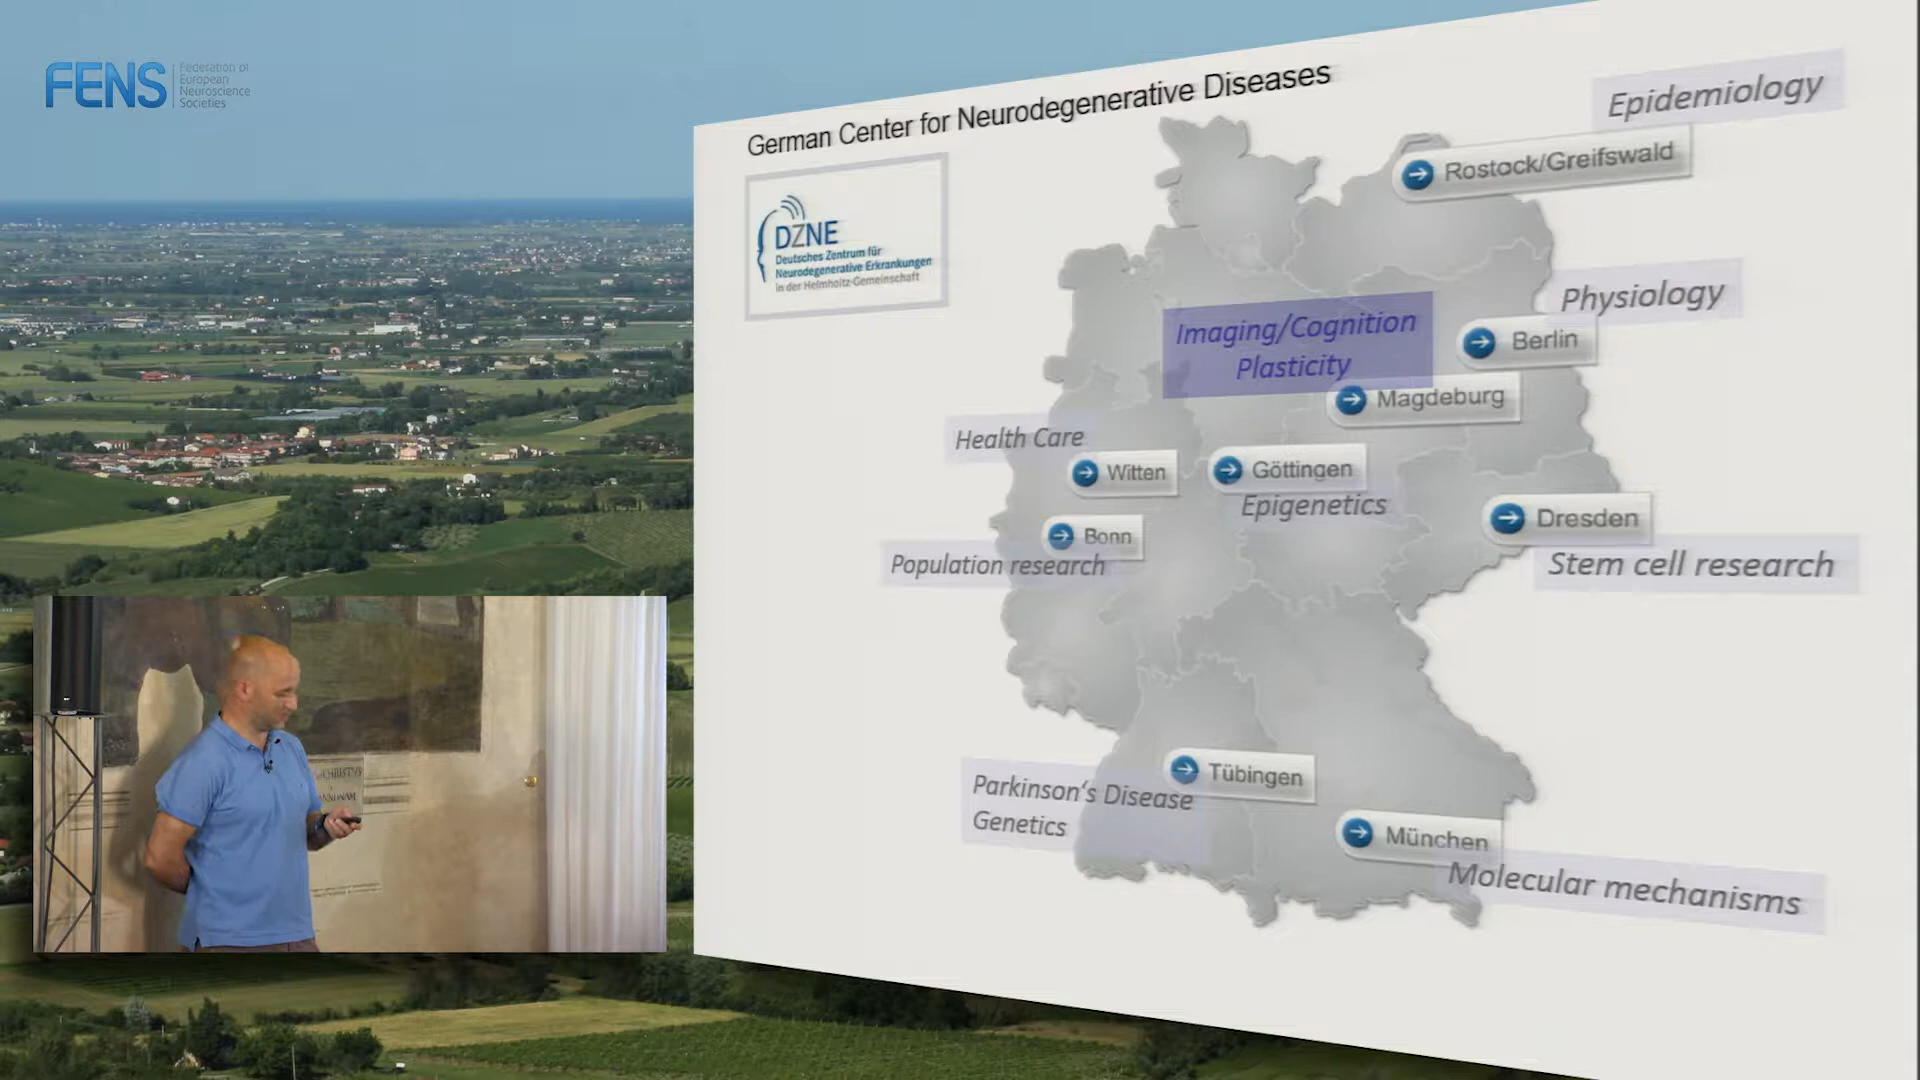 FENS
Federation of
European
Neuroscience
Societies
German Center for Neurodegenerative Diseases
DZNE
Deutsches Zentrum für
Neurodegenerative Erkrankungen
in der Helmholtz-Gemeinschaft
Epidemiology
Rostock/Greifswald
Physiology
Berlin
Imaging/Cognition
Plasticity
Magdeburg
Health Care
Witten
Göttingen
Epigenetics
Bonn
Population research
Dresden
Stem cell research
Tübingen
Parkinson's Disease
Genetics
München
Molecular mechanisms